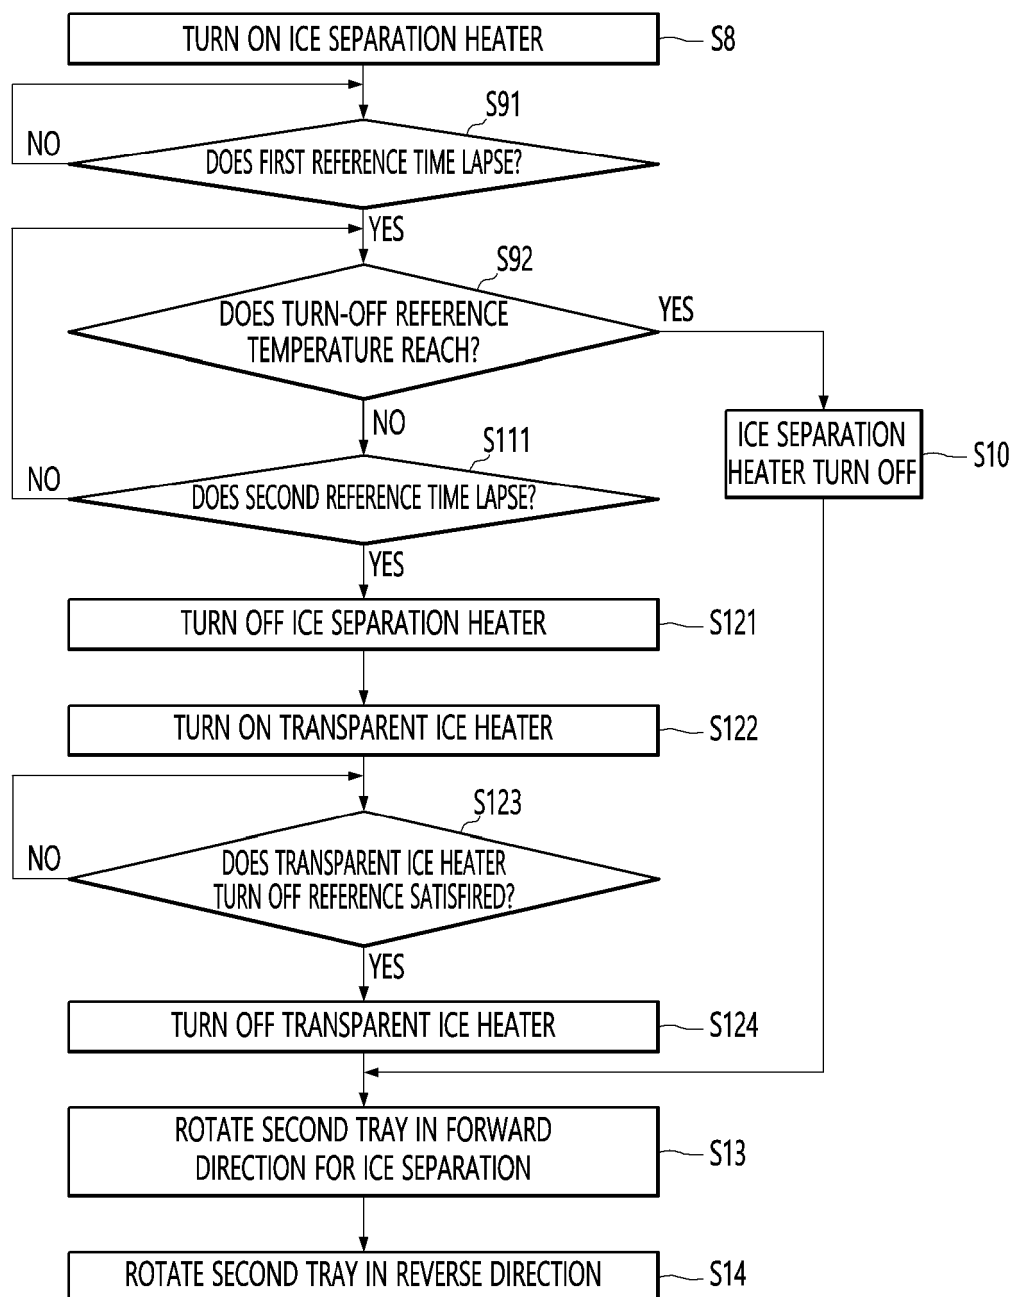 TURN ON ICE SEPARATION HEATER
S8
S91
NO
DOES FIRST REFERENCE TIME LAPSE?
YES
S92
DOES TURN-OFF REFERENCE
TEMPERATURE REACH?
YES
NO
ICE SEPARATION
HEATER TURN OFF
S10
S111
NO
DOES SECOND REFERENCE TIME LAPSE?
YES
TURN OFF ICE SEPARATION HEATER
S121
TURN ON TRANSPARENT ICE HEATER
S122
S123
NO
DOES TRANSPARENT ICE HEATER
TURN OFF REFERENCE SATISFIRED?
YES
TURN OFF TRANSPARENT ICE HEATER
S124
ROTATE SECOND TRAY IN FORWARD
DIRECTION FOR ICE SEPARATION
S13
ROTATE SECOND TRAY IN REVERSE DIRECTION
S14